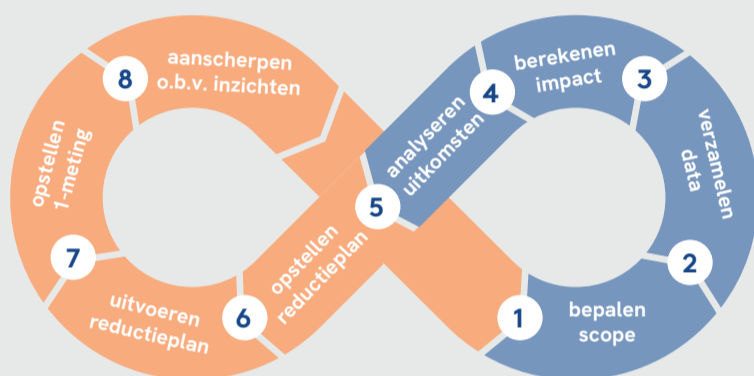 1
bepalen
scope
2
verzamelen
data
3
berekenen
impact
4
analyseren
uitkomsten
5
opstellen
reductieplan
6
uitvoeren
reductieplan
7
opstellen
1-meting
8
aanscherpen
o.b.v. inzichten